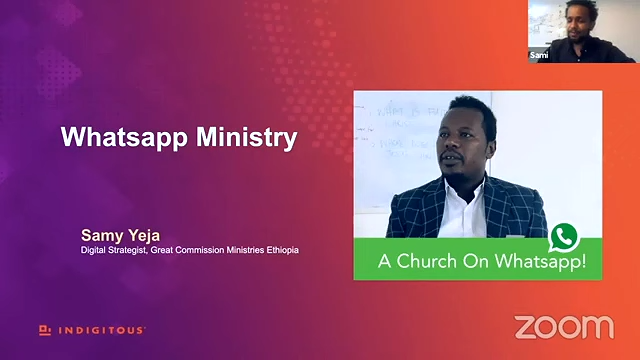 Sami
Whatsapp Ministry
Samy Yeja
Digital Strategist, Great Commission Ministries Ethiopia
A Church On Whatsapp!
INDIGITOUS
zoom